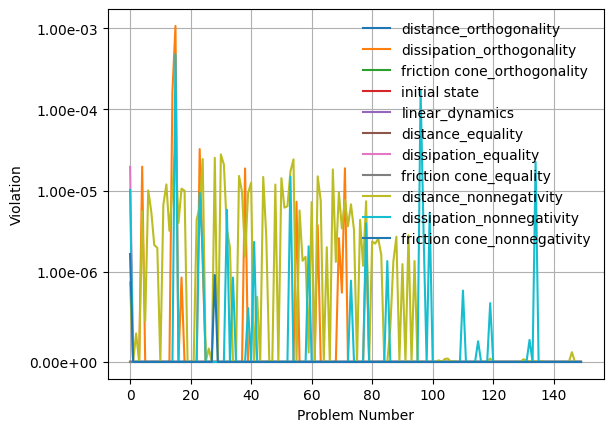 1.00e-03
1.00e-04
1.00e-05
1.00e-06
0.00e+00
Violation
distance_orthogonality
dissipation_orthogonality
friction cone_orthogonality
initial state
linear_dynamics
distance_equality
dissipation_equality
friction cone_equality
distance_nonnegativity
dissipation_nonnegativity
friction cone_nonnegativity
0 20 40 60 80 100 120 140
Problem Number